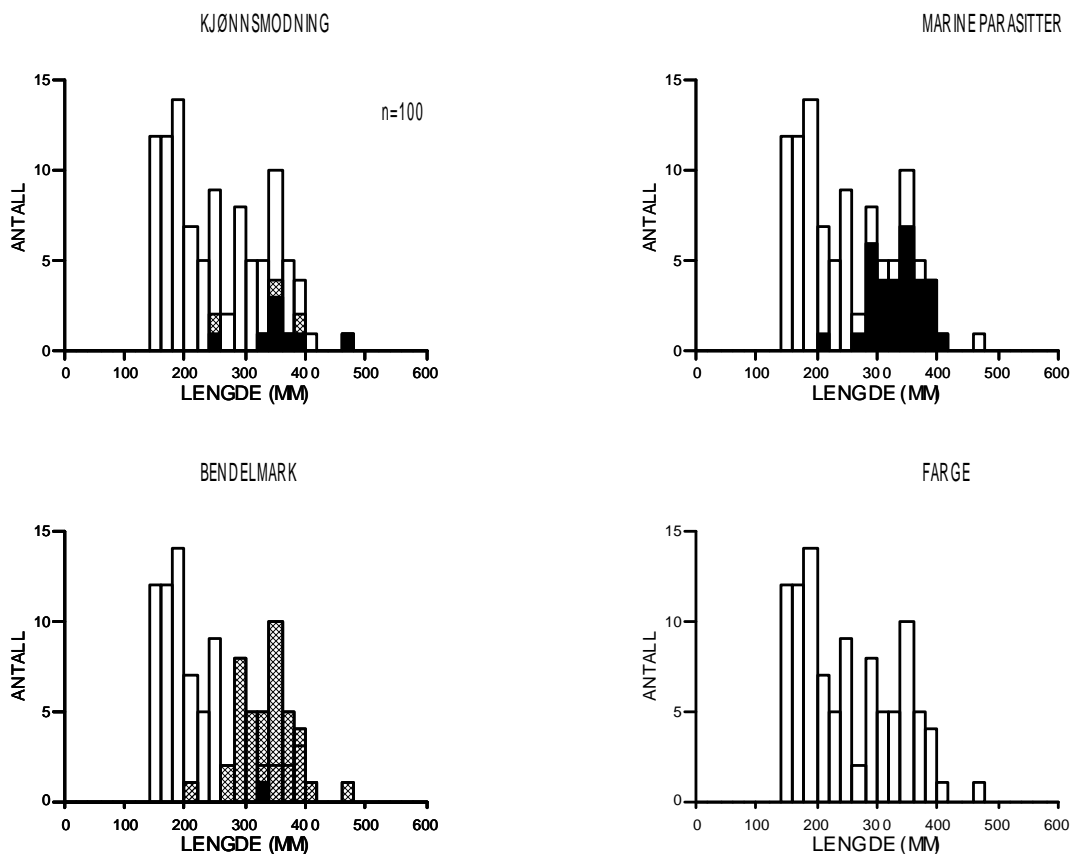 KJØNNSMODNING
n=100
ANTALL
15
10
5
0
0 100 200 300 400 600
LENGDE (MM)
MARINE PARASITTER
ANTALL
15
10
5
0
0 100 200 300 400 500 600
LENGDE (MM)
BENDELMARK
ANTALL
15
10
5
0
0 100 200 300 400 500 600
LENGDE (MM)
FARGE
ANTALL
15
10
5
0
0 100 200 300 400 500 600
LENGDE (MM)